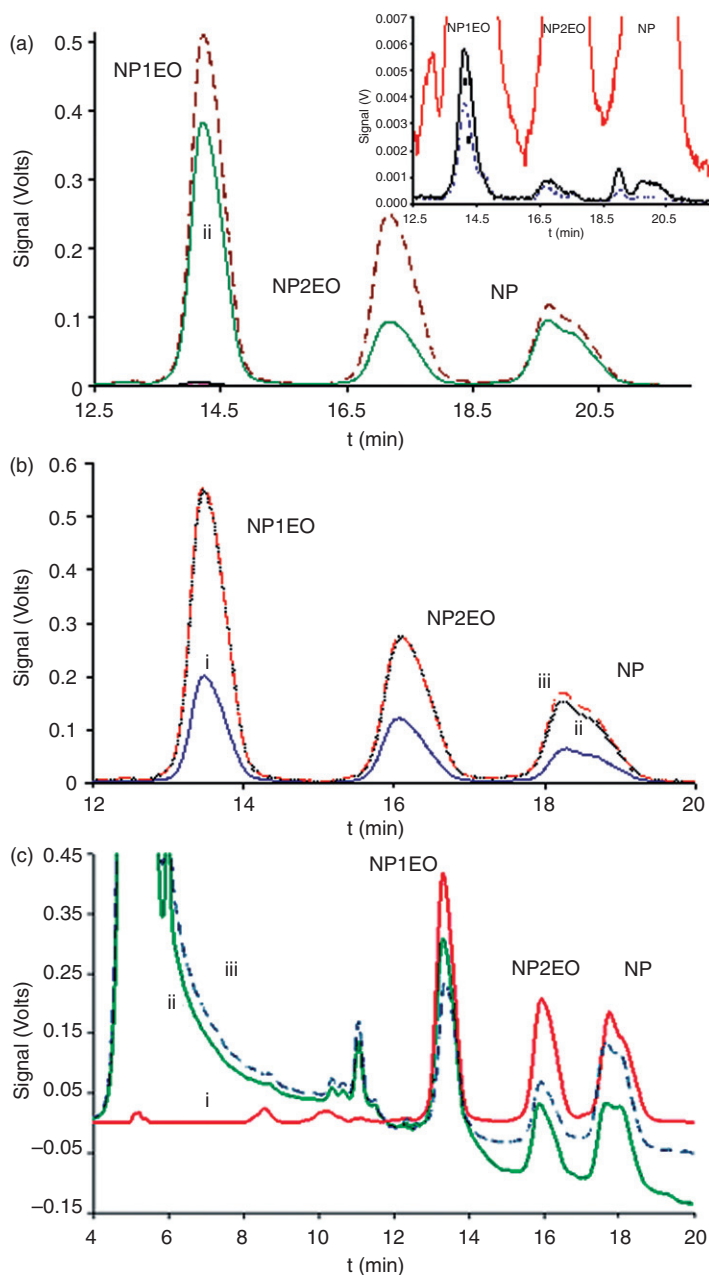 (a)
0.5
0.4
0.3
0.2
0.1
0
Signal (Volts)
NP1EO
ii
NP2EO
NP
12.5 14.5 16.5 18.5 20.5
t (min)
0.007
0.006
0.005
0.004
0.003
0.002
0.001
0.000
Signal (V)
NP1EO NP2EO NP
12.5 14.5 16.5 18.5 20.5
t (min)
(b)
0.6
0.5
0.4
0.3
0.2
0.1
0
Signal (Volts)
NP1EO
i
NP2EO
iii
NP
ii
12 14 16 18 20
t (min)
(c)
0.45
0.35
0.25
0.15
0.05
–0.05
–0.15
Signal (Volts)
NP1EO
NP2EO NP
iii
ii
i
4 6 8 10 12 14 16 18 20
t (min)